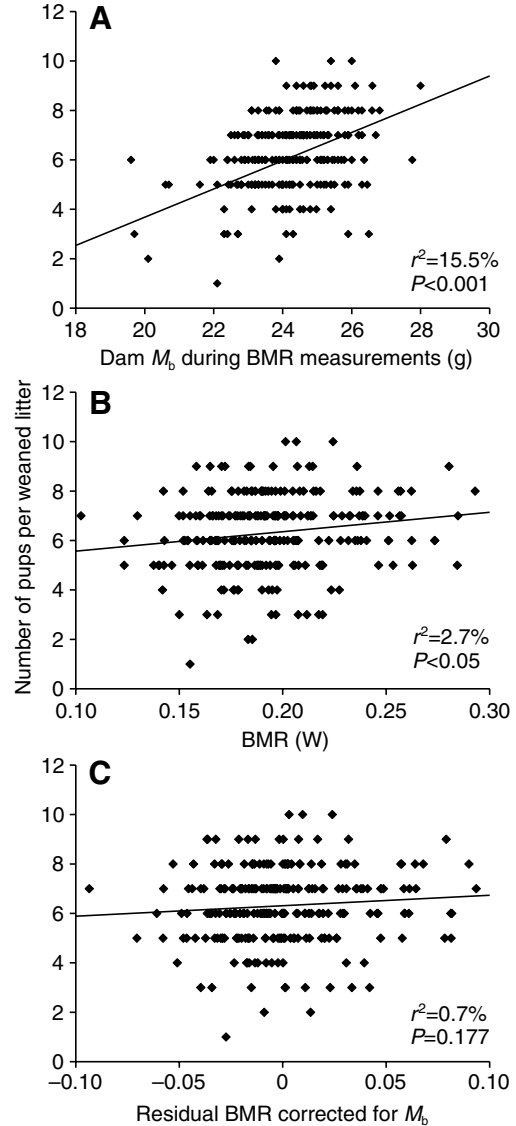 A
12
10
8
6
4
2
0
r²=15.5%
P<0.001
18 20 22 24 26 28 30
Dam Mb during BMR measurements (g)
Number of pups per weaned litter
B
12
10
8
6
4
2
0
r²=2.7%
P<0.05
0.10 0.15 0.20 0.25 0.30
BMR (W)
C
12
10
8
6
4
2
0
r²=0.7%
P=0.177
–0.10 –0.05 0 0.05 0.10
Residual BMR corrected for Mb